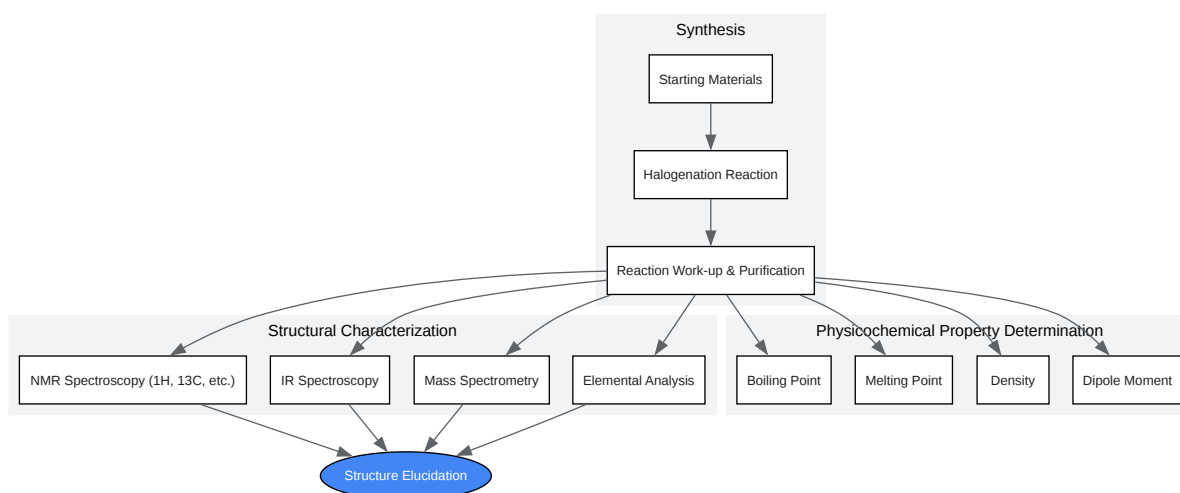 Synthesis
Starting Materials
Halogenation Reaction
Reaction Work-up & Purification
Structural Characterization
Physicochemical Property Determination
NMR Spectroscopy (1H, 13C, etc.)
IR Spectroscopy
Mass Spectrometry
Elemental Analysis
Boiling Point
Melting Point
Density
Dipole Moment
Structure Elucidation